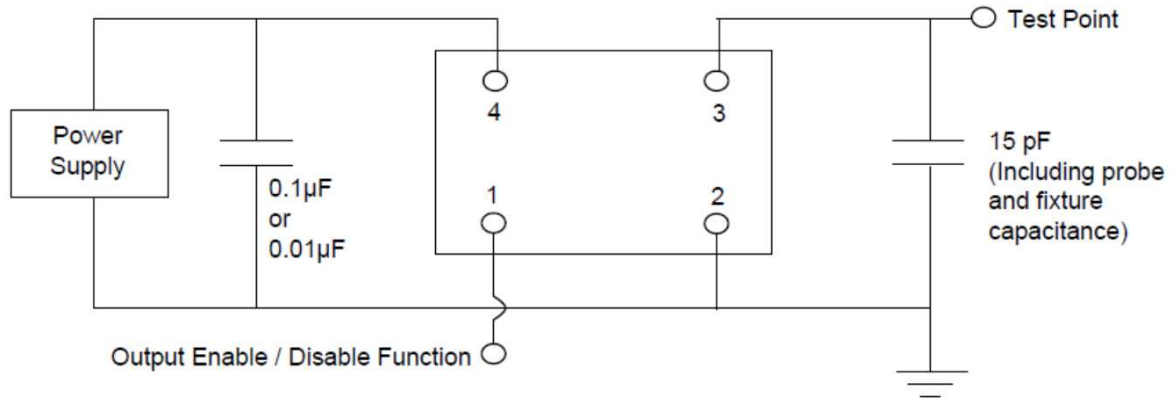 Test Point
4
3
Power
Supply
15 pF
(Including probe
and fixture
capacitance)
0.1µF
or
0.01µF
1
2
Output Enable / Disable Function